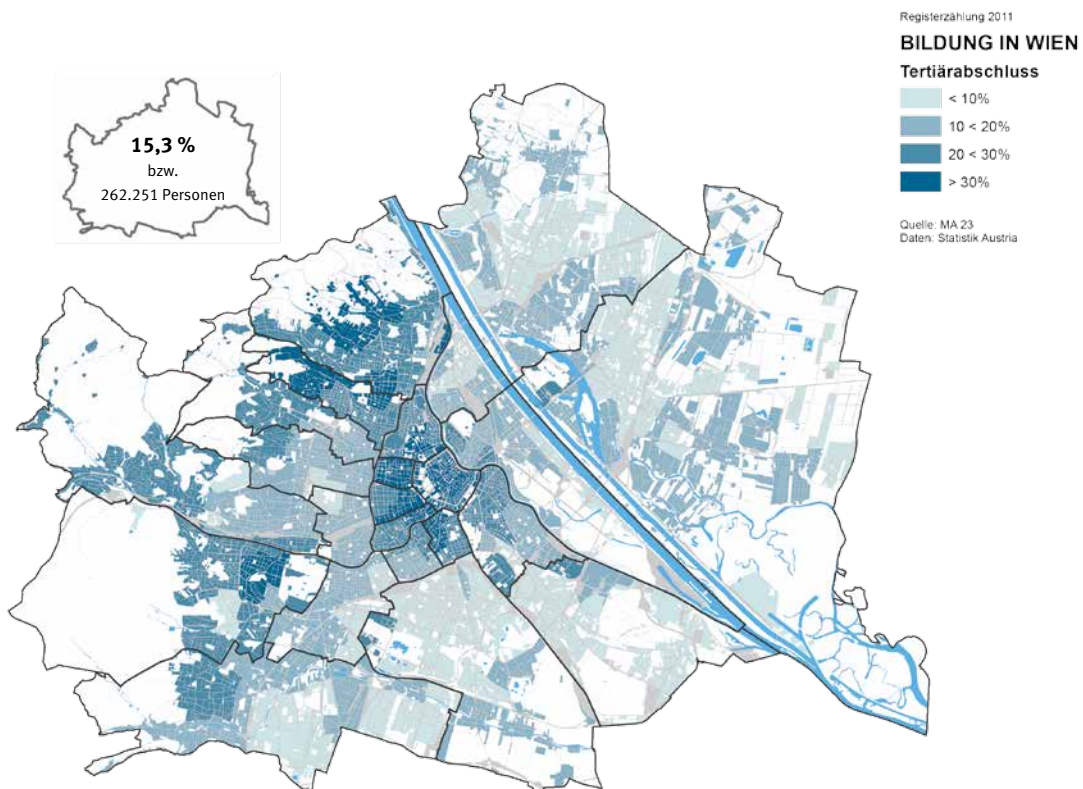 Registerzählung 2011
BILDUNG IN WIEN
Tertiärabschluss
< 10%
10 < 20%
20 < 30%
> 30%
Quelle: MA 23
Daten: Statistik Austria
15,3 %
bzw.
262.251 Personen